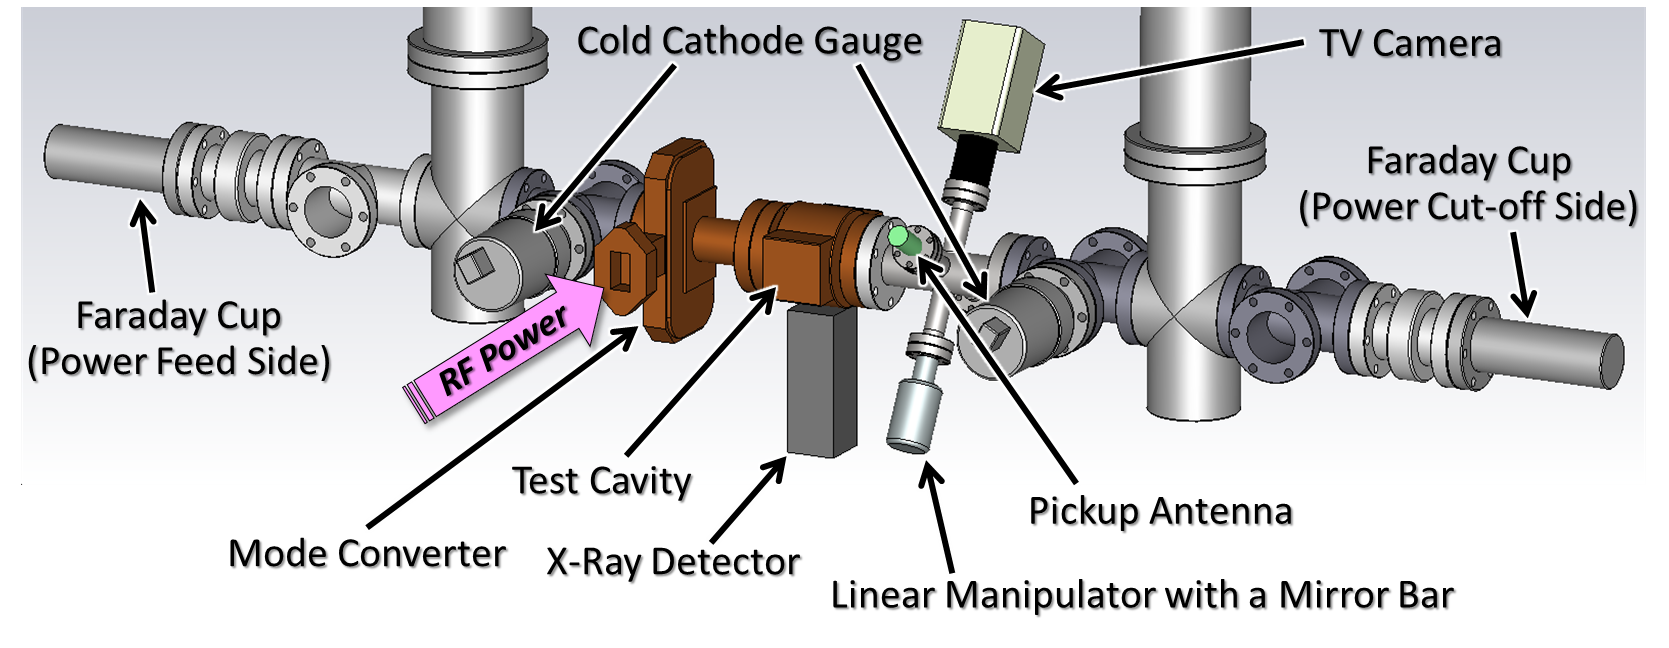 Cold Cathode Gauge
TV Camera
Faraday Cup
(Power Cut-off Side)
Faraday Cup
(Power Feed Side)
RF Power
Test Cavity
Pickup Antenna
Mode Converter
X-Ray Detector
Linear Manipulator with a Mirror Bar